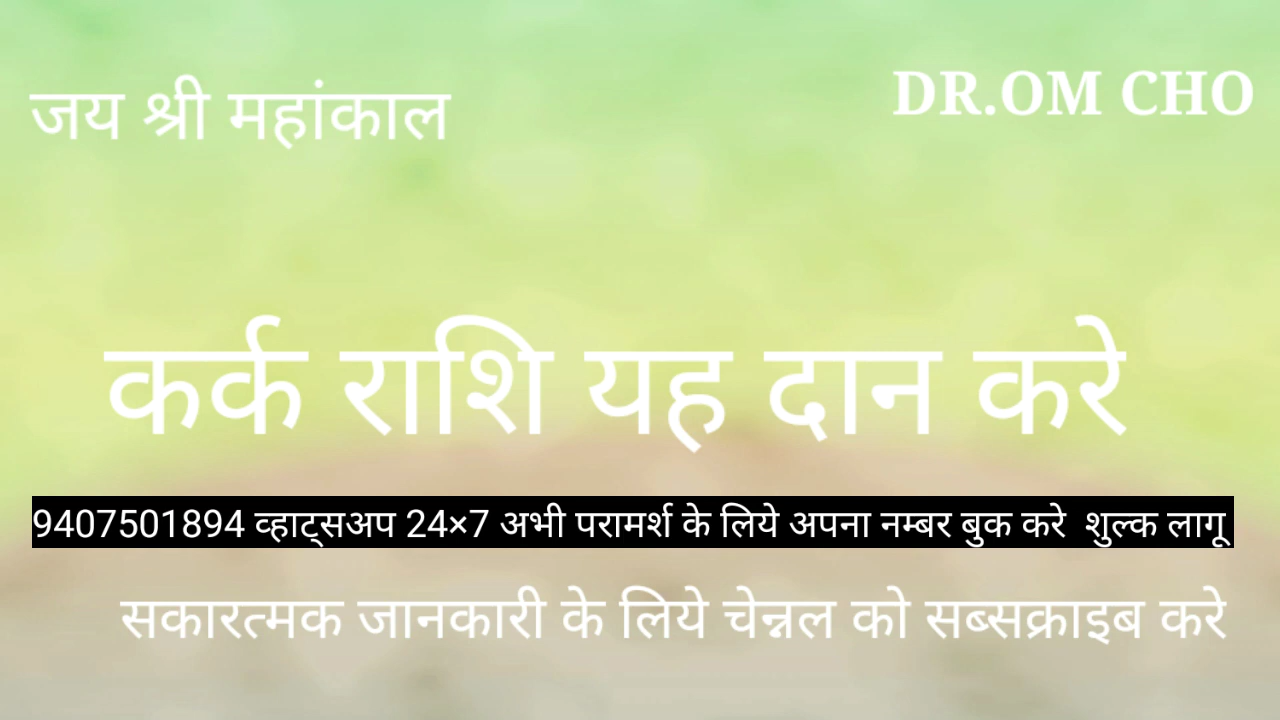 जय श्री महांकाल
DR.OM CHO
कर्क राशि यह दान करे
9407501894 व्हाट्सअप 24×7 अभी परामर्श के लिये अपना नम्बर बुक करे शुल्क लागू
सकारत्मक जानकारी के लिये चेन्नल को सब्सक्राइब करे